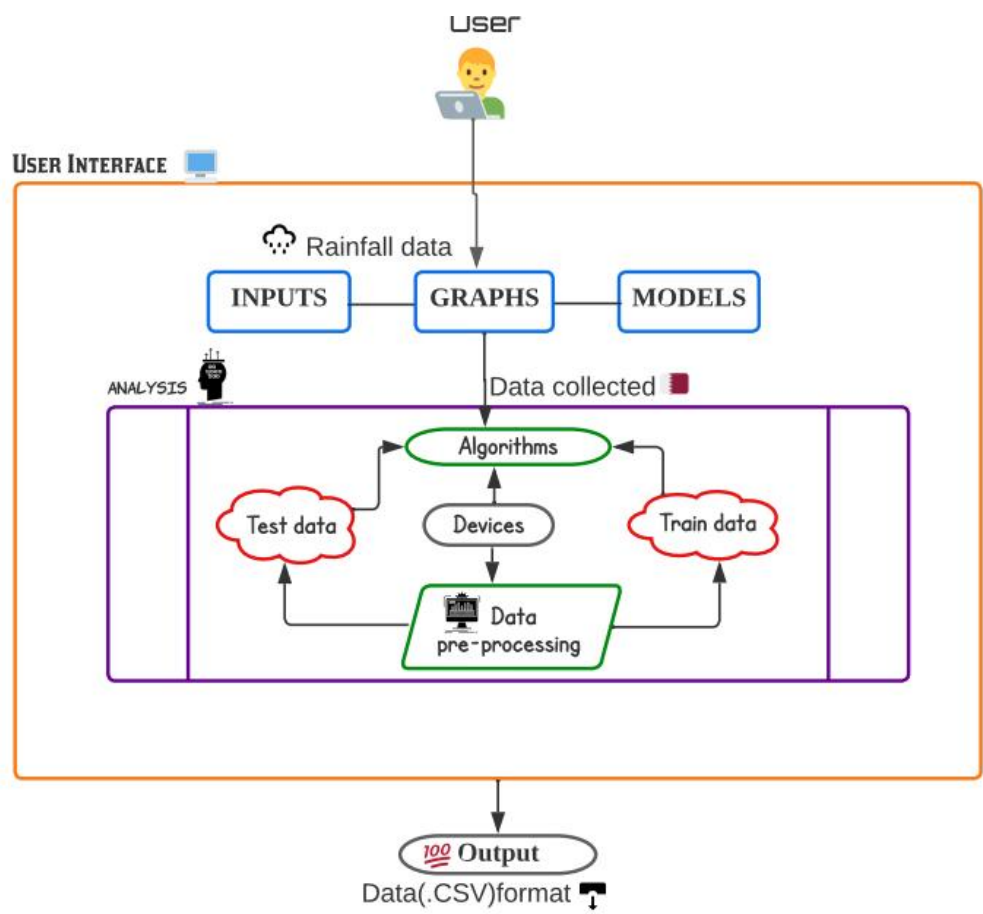 User
USER INTERFACE
Rainfall data
INPUTS
GRAPHS
MODELS
ANALYSIS
Data collected
Algorithms
Test data
Devices
Train data
Data
pre-processing
100 Output
Data(.CSV)format